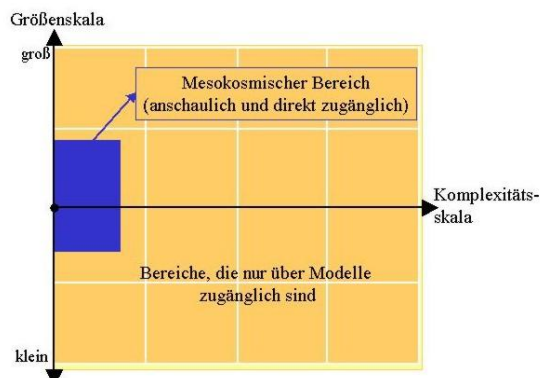 Größenskala
groß
Mesokosmischer Bereich
(anschaulich und direkt zugänglich)
Komplexitäts-
skala
Bereiche, die nur über Modelle
zugänglich sind
klein